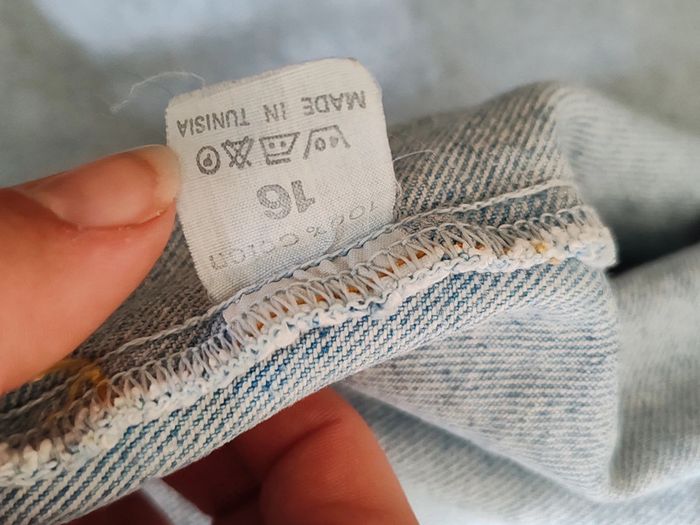 100% Cotton
16
P
MADE IN TUNISIA